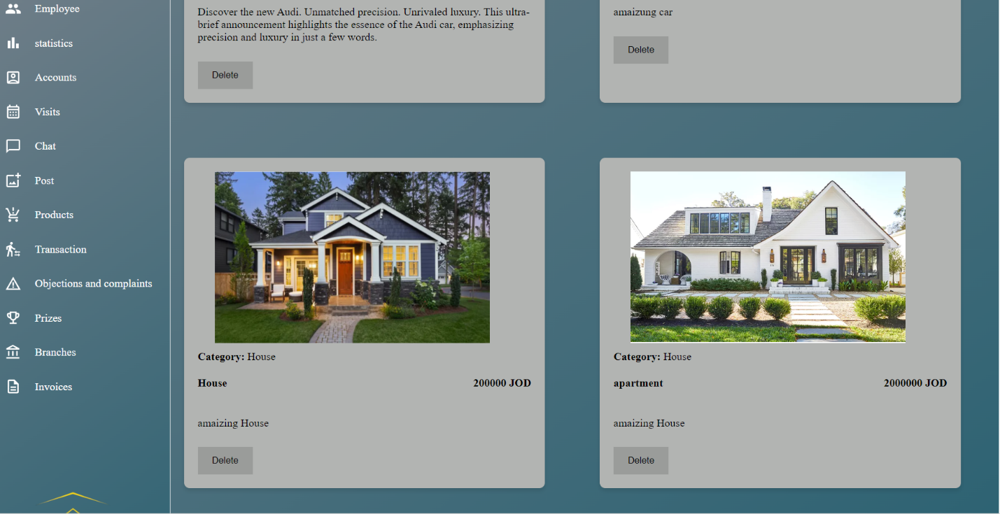 Employee
statistics
Accounts
Visits
Chat
Post
Products
Transaction
Objections and complaints
Prizes
Branches
Invoices
Discover the new Audi. Unmatched precision. Unrivaled luxury. This ultra-
brief announcement highlights the essence of the Audi car, emphasizing
precision and luxury in just a few words.
Delete
amaizung car
Delete
Category: House
House 200000 JOD
amaizing House
Delete
Category: House
apartment 2000000 JOD
amaizing House
Delete